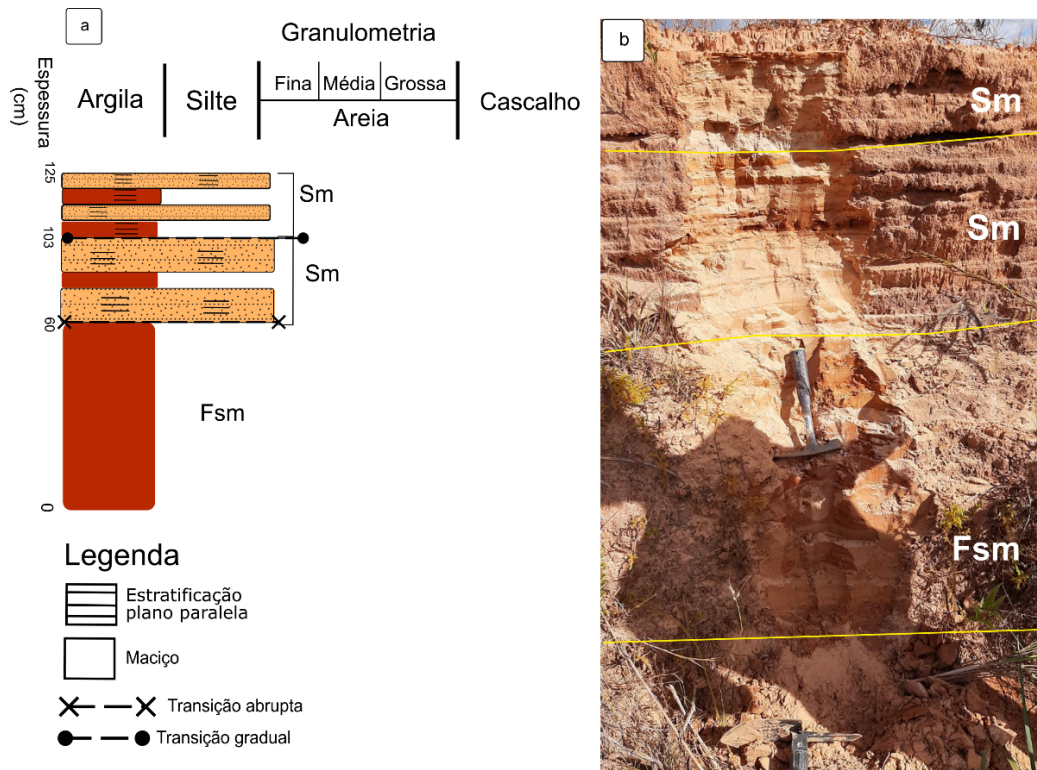 a
Granulometria
Espessura
(cm)
Argila
Silte
Fina
Média
Grossa
Areia
Cascalho
125
103
60
0
Sm
Sm
Fsm
Legenda
Estratificação
plano paralela
Maciço
Transição abrupta
Transição gradual
b
Sm
Sm
Fsm